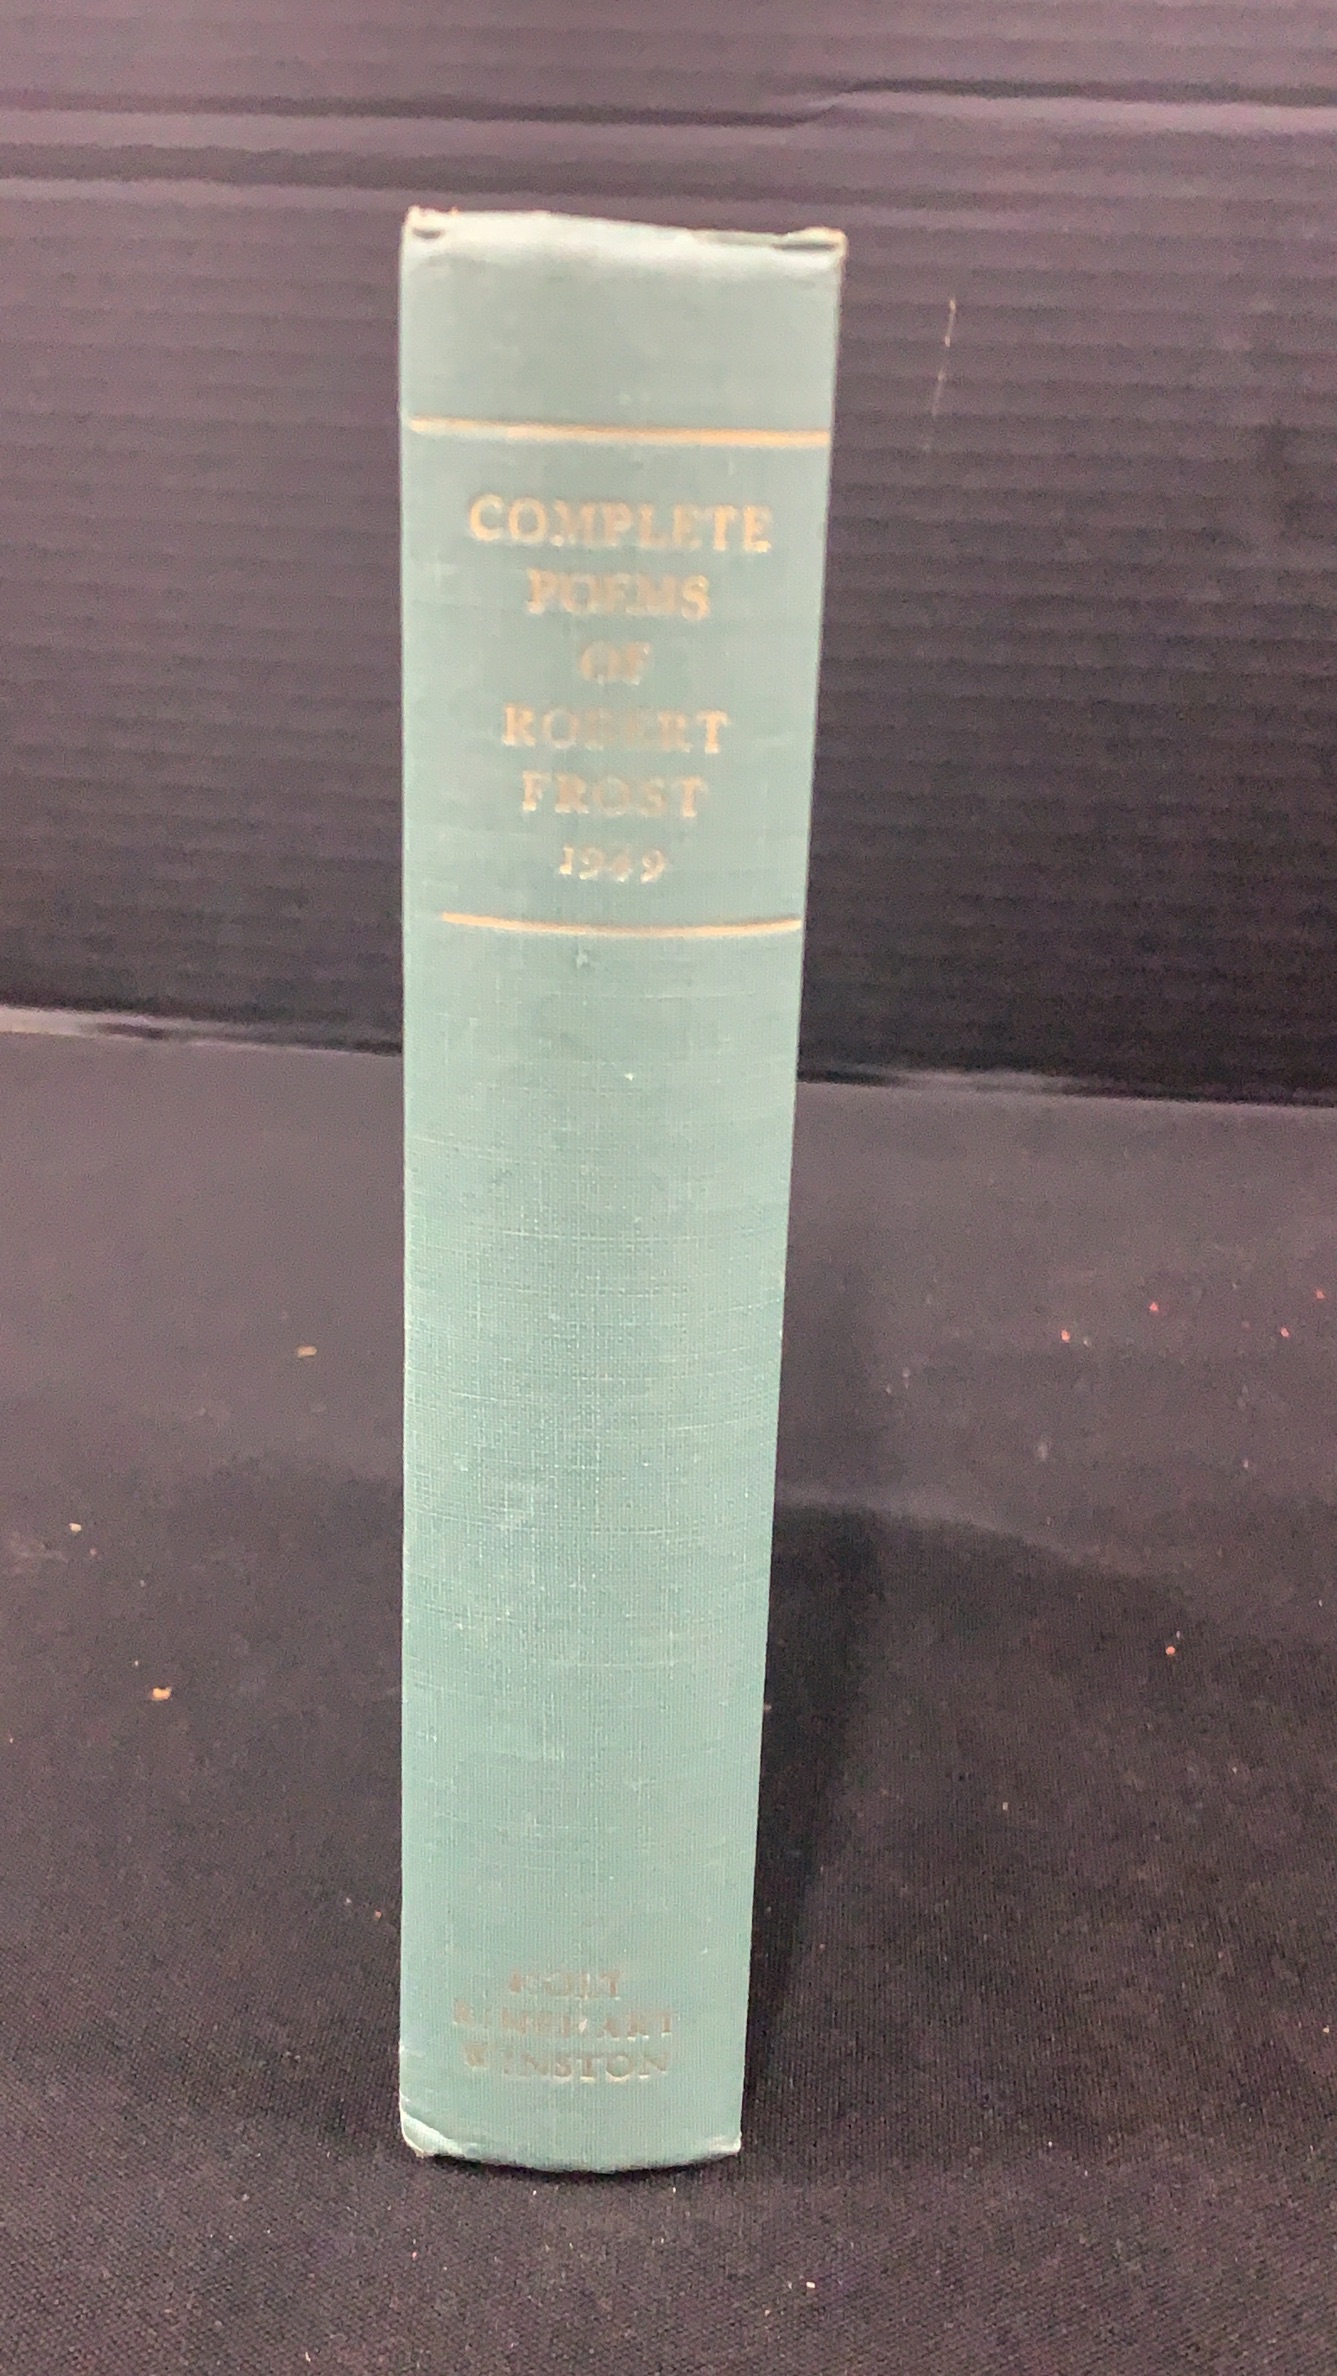 COMPLETE
POEMS
OF
ROBERT
FROST
1949
HOLT
RINEHART
WINSTON